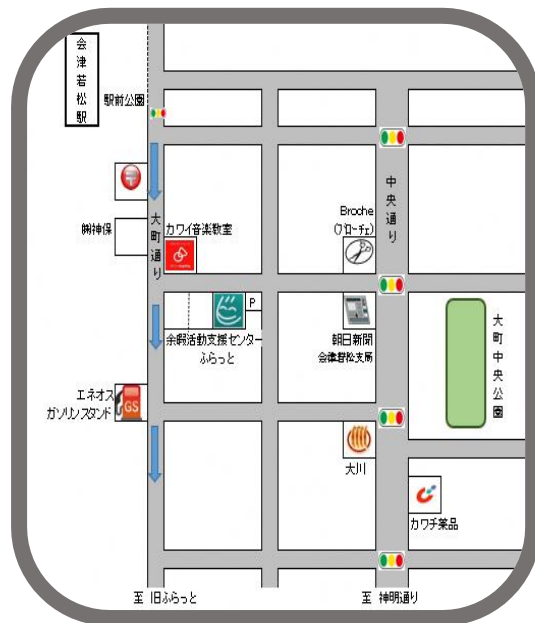 会津若松駅
駅前公園
㈱神保
大町通り
カワイ音楽教室
Broche
(ブローチェ)
中央通り
P
余暇活動支援センター
ふらっと
朝日新聞
会津若松支局
大町中央公園
エネオス
ガソリンスタンド
GS
大川
カワチ薬品
至 旧ふらっと
至 神明通り